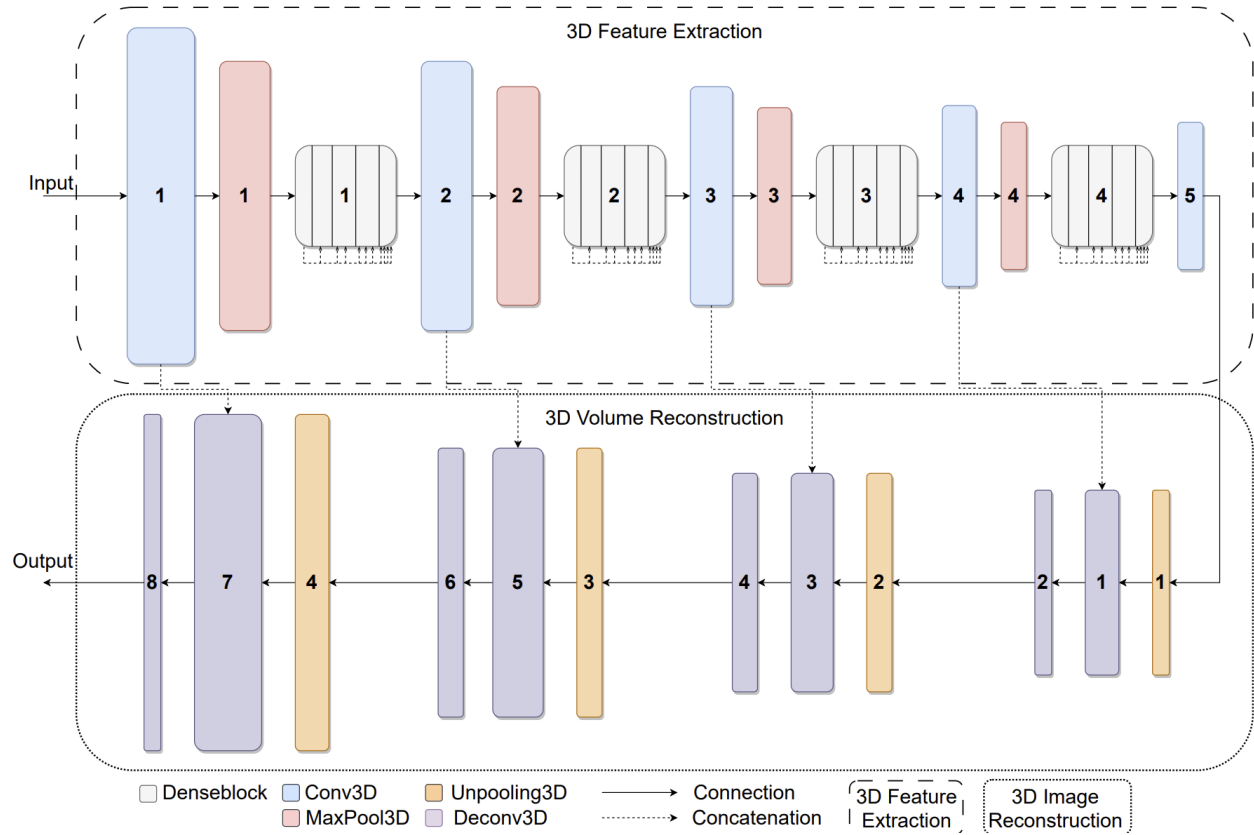 3D Feature Extraction
Input
1
1
1
2
2
2
3
3
3
4
4
4
5
3D Volume Reconstruction
Output
8
7
4
6
5
3
4
3
2
2
1
1
Denseblock
Conv3D
Unpooling3D
Connection
MaxPool3D
Deconv3D
Concatenation
3D Feature
Extraction
3D Image
Reconstruction